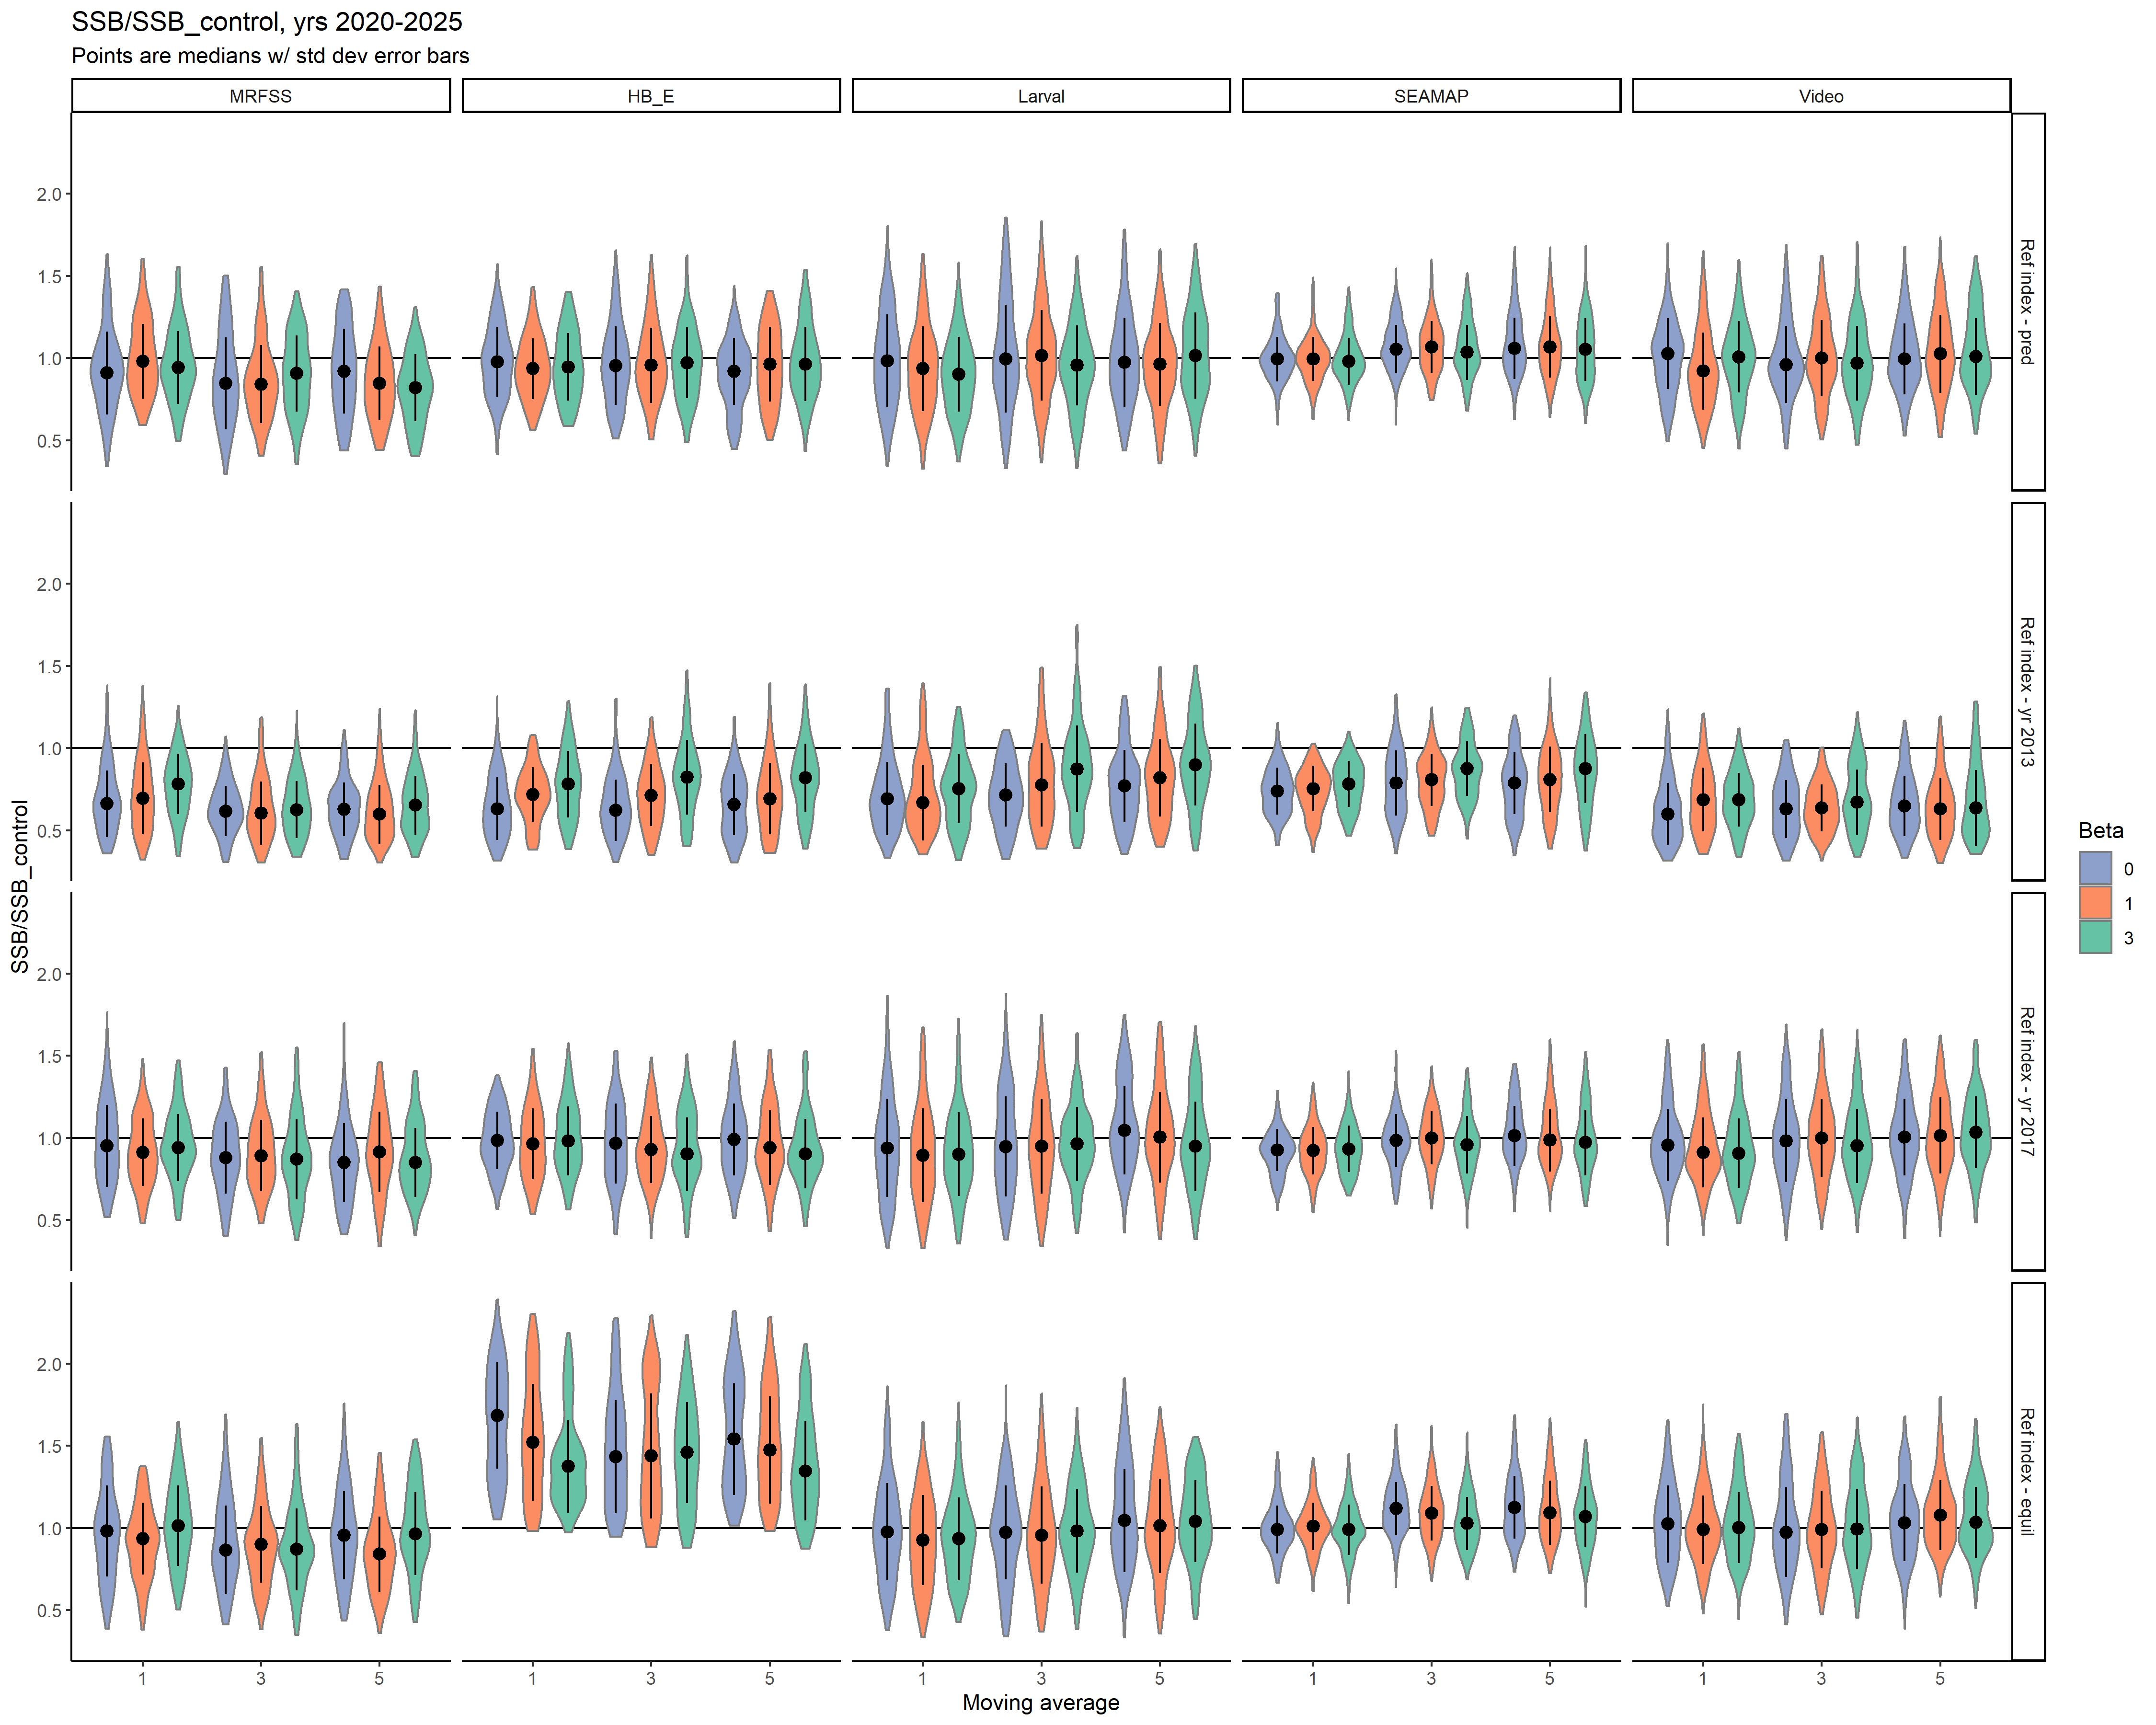 SSB/SSB_control, yrs 2020-2025
Points are medians w/ std dev error bars
MRFSS HB_E Larval SEAMAP Video
2.0
1.5
1.0
0.5
Ref index - pred
2.0
1.5
1.0
0.5
Ref index - yr 2013
2.0
1.5
1.0
0.5
Ref index - yr 2017
2.0
1.5
1.0
0.5
Ref index - equil
SSB/SSB_control
1 3 5 1 3 5 1 3 5 1 3 5 1 3 5
Moving average
Beta
0
1
3